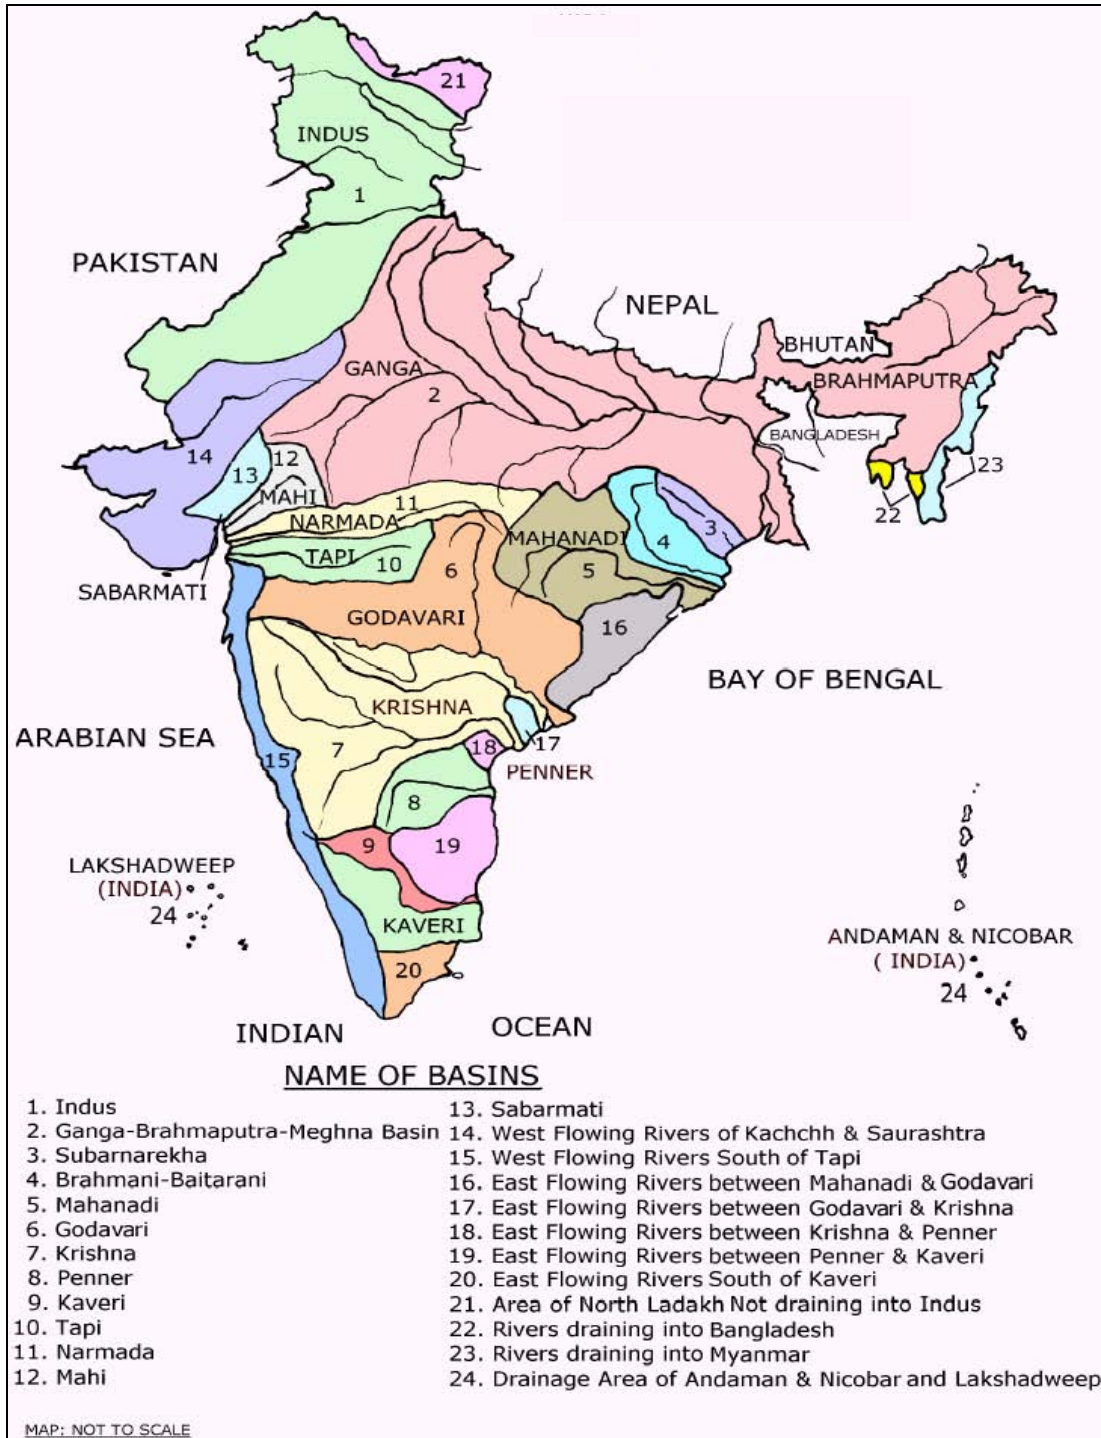 21
INDUS
1
PAKISTAN
NEPAL
BHUTAN
GANGA
BRAHMAPUTRA
2
BANGLADESH
14
13
12
23
MAHI
11
22
NARMADA
MAHANADI
3
4
TAPI
10
6
5
SABARMATI
GODAVARI
16
BAY OF BENGAL
KRISHNA
ARABIAN SEA
7
18
17
15
PENNER
8
9
19
LAKSHADWEEP
(INDIA)
24
KAVERI
ANDAMAN & NICOBAR
( INDIA)
20
24
INDIAN
OCEAN
NAME OF BASINS
1. Indus
2. Ganga-Brahmaputra-Meghna Basin
3. Subarnarekha
4. Brahmani-Baitarani
5. Mahanadi
6. Godavari
7. Krishna
8. Penner
9. Kaveri
10. Tapi
11. Narmada
12. Mahi
13. Sabarmati
14. West Flowing Rivers of Kachchh & Saurashtra
15. West Flowing Rivers South of Tapi
16. East Flowing Rivers between Mahanadi & Godavari
17. East Flowing Rivers between Godavari & Krishna
18. East Flowing Rivers between Krishna & Penner
19. East Flowing Rivers between Penner & Kaveri
20. East Flowing Rivers South of Kaveri
21. Area of North Ladakh Not draining into Indus
22. Rivers draining into Bangladesh
23. Rivers draining into Myanmar
24. Drainage Area of Andaman & Nicobar and Lakshadweep
MAP: NOT TO SCALE